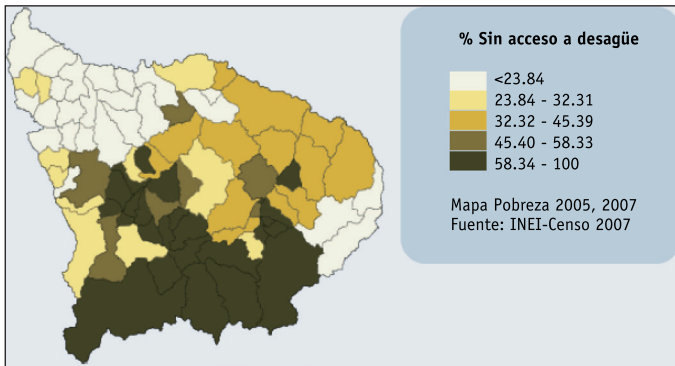 % Sin acceso a desagüe
<23.84
23.84 - 32.31
32.32 - 45.39
45.40 - 58.33
58.34 - 100
Mapa Pobreza 2005, 2007
Fuente: INEI-Censo 2007